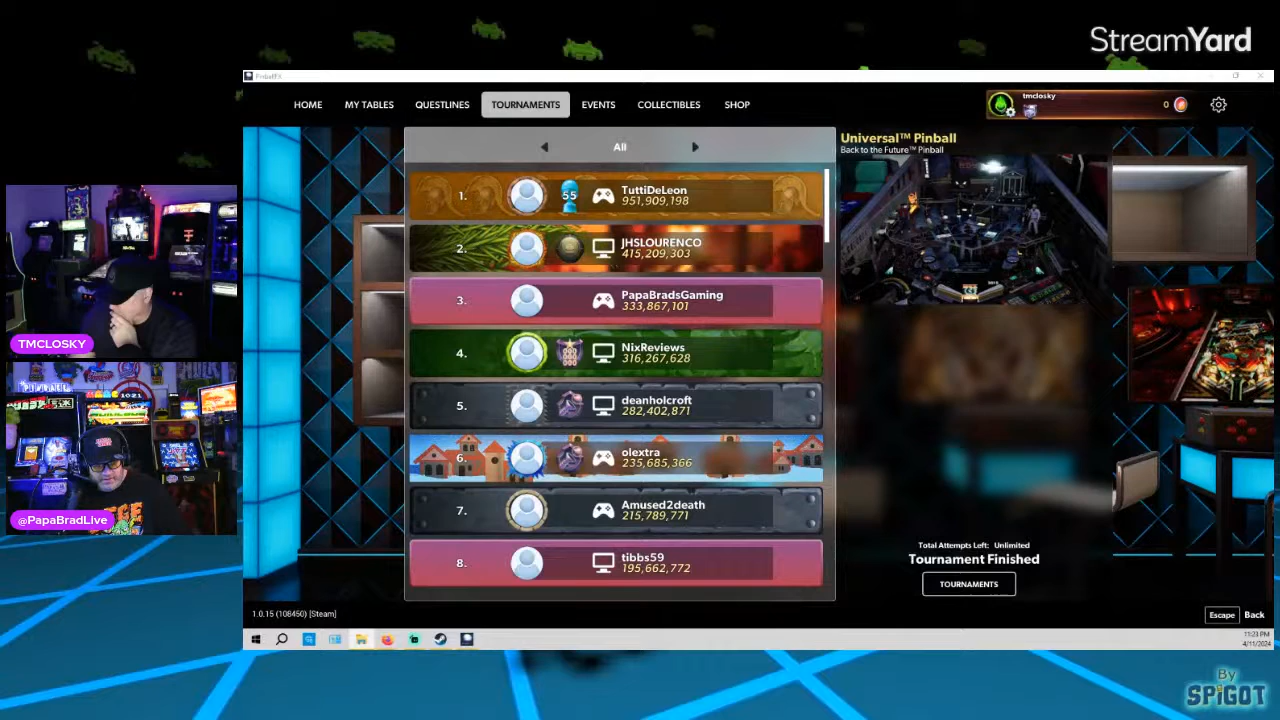 StreamYard
PinballFX
HOME MY TABLES QUESTLINES TOURNAMENTS EVENTS COLLECTIBLES SHOP
tmclosky
0
All
Universal™ Pinball
Back to the Future™ Pinball
1. 55 TuttiDeLeon
951,909,198
2. JHSLOURENCO
415,209,303
3. PapaBradsGaming
333,867,101
4. NixReviews
316,267,628
5. deanholcroft
282,402,871
6. olextra
235,685,366
7. Amused2death
215,789,771
8. tibbs59
195,662,772
TMCLOSKY
@PapaBradLive
Total Attempts Left: Unlimited
Tournament Finished
TOURNAMENTS
1.0.15 (108450) [Steam]
Escape Back
11:23 PM
4/11/2024
By
SPIGOT